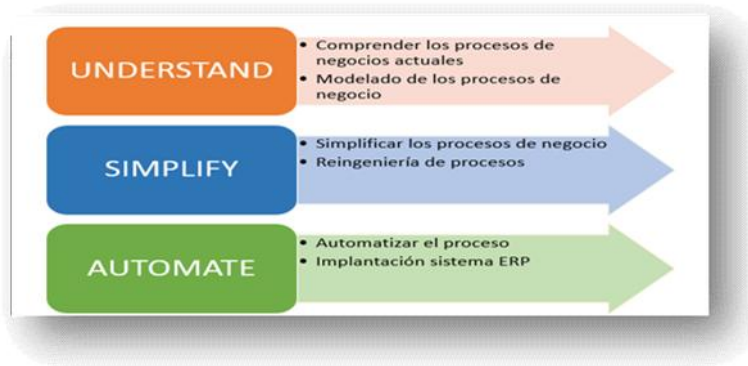 UNDERSTAND
• Comprender los procesos de
negocios actuales
• Modelado de los procesos de
negocio
SIMPLIFY
• Simplificar los procesos de negocio
• Reingeniería de procesos
AUTOMATE
• Automatizar el proceso
• Implantación sistema ERP